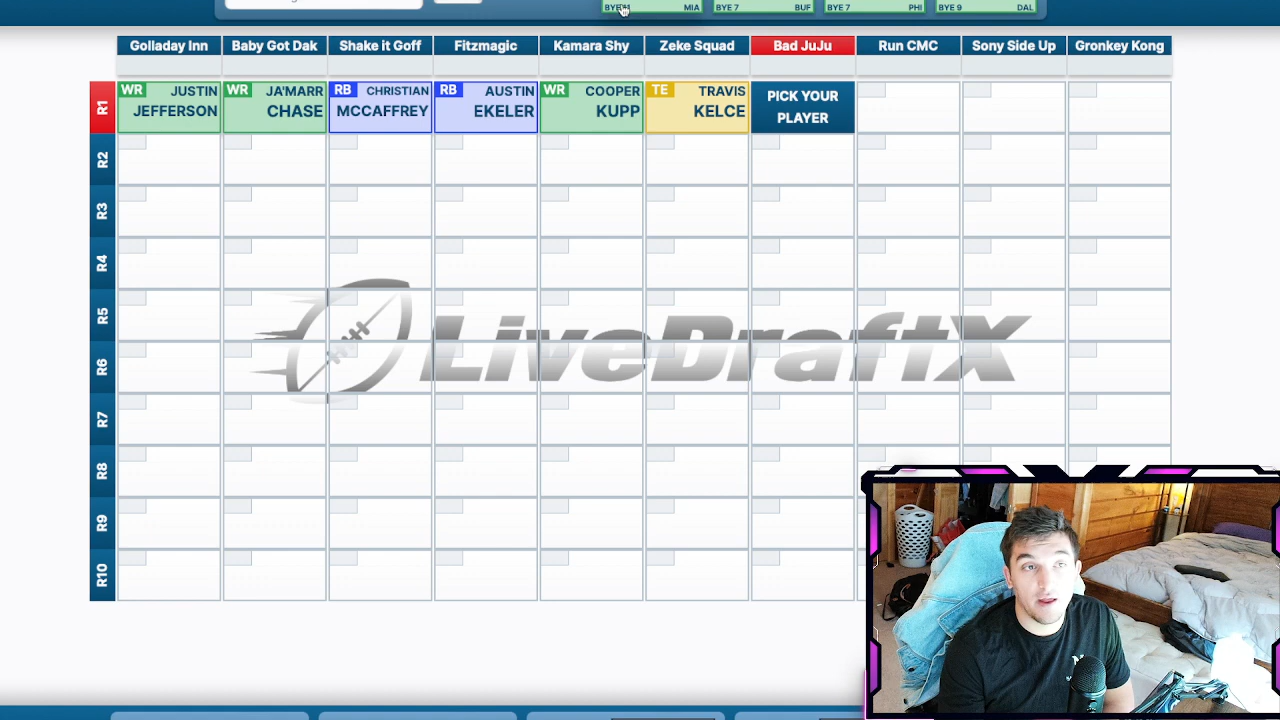 BYE 11 MIA BYE 7 BUF BYE 7 PHI BYE 9 DAL
Golladay Inn Baby Got Dak Shake it Goff Fitzmagic Kamara Shy Zeke Squad Bad JuJu Run CMC Sony Side Up Gronkey Kong
R1
WR JUSTIN
JEFFERSON
WR JA'MARR
CHASE
RB CHRISTIAN
MCCAFFREY
RB AUSTIN
EKELER
WR COOPER
KUPP
TE TRAVIS
KELCE
PICK YOUR
PLAYER
R2
R3
R4
R5
R6
R7
R8
R9
R10
LiveDraftX